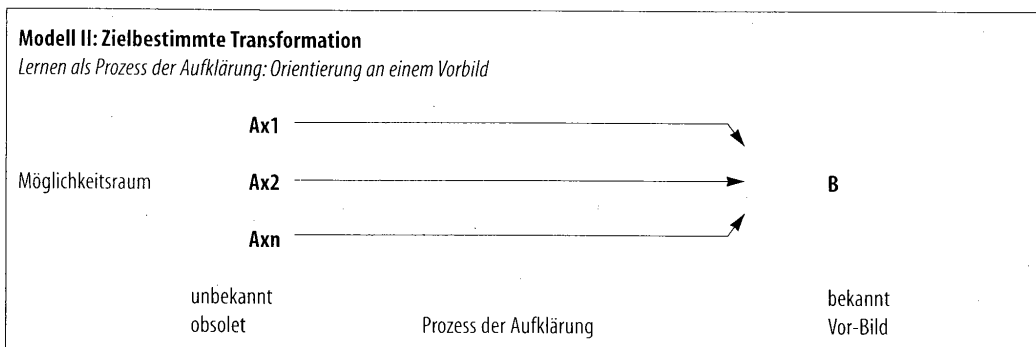 Modell II: Zielbestimmte Transformation
Lernen als Prozess der Aufklärung: Orientierung an einem Vorbild
Ax1
Möglichkeitsraum Ax2 B
Axn
unbekannt bekannt
obsolet Prozess der Aufklärung Vor-Bild